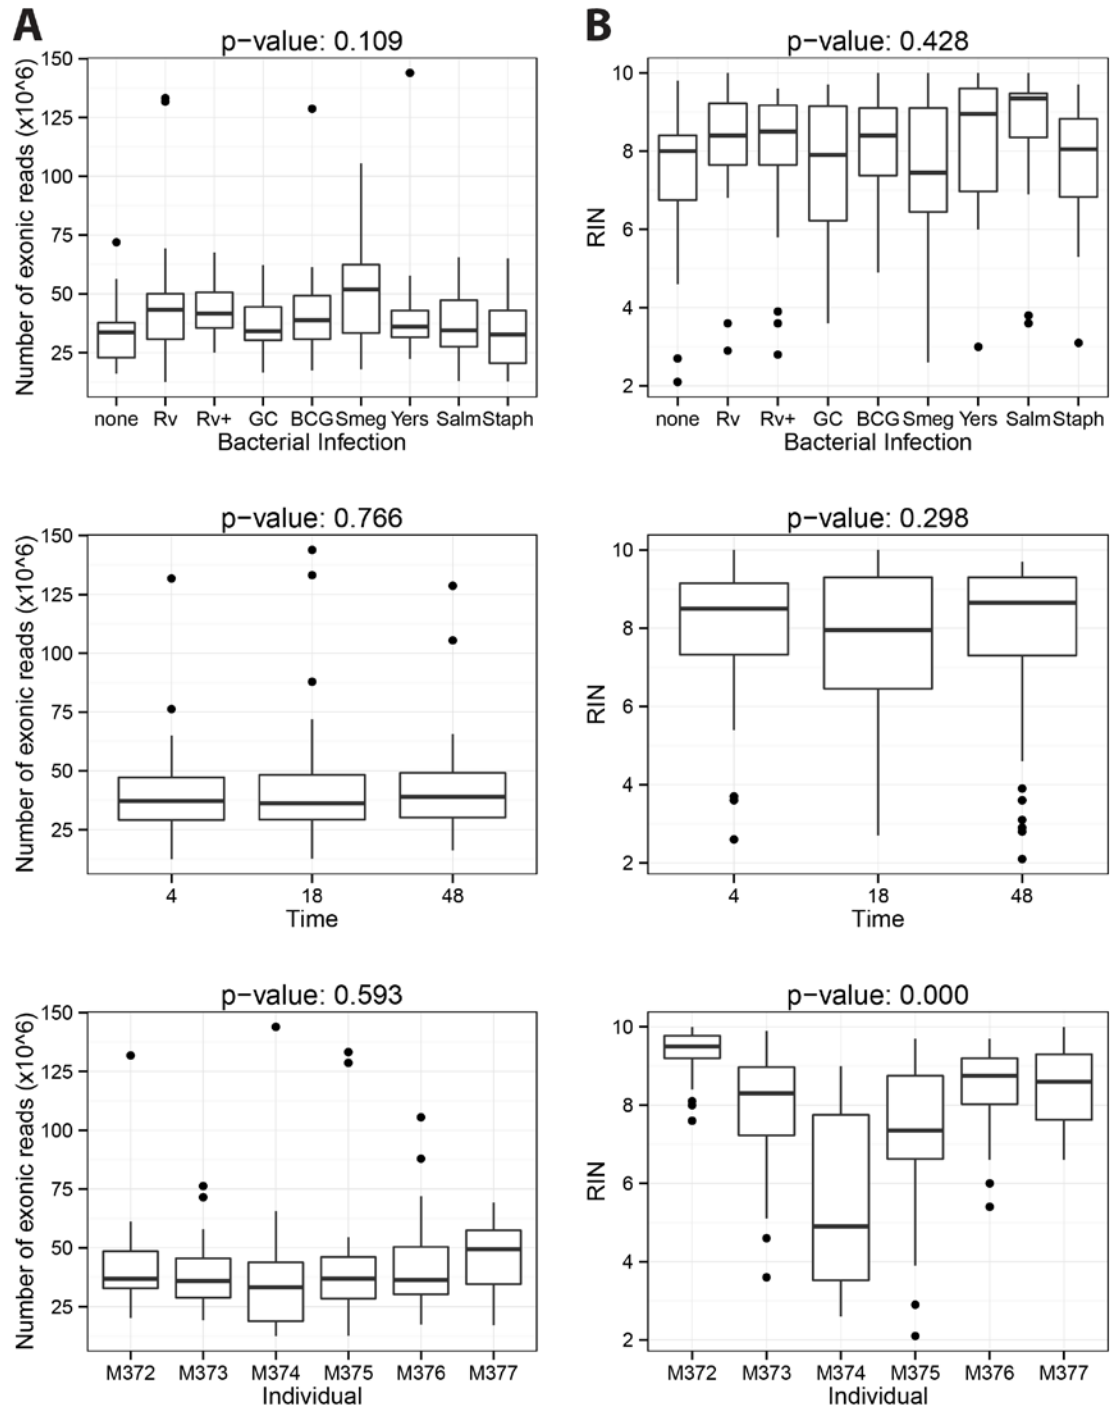 A
p-value: 0.109
Number of exonic reads (x10^6)
150
125
100
75
50
25
none Rv Rv+ GC BCG Smeg Yers Salm Staph
Bacterial Infection
B
p-value: 0.428
RIN
10
8
6
4
2
none Rv Rv+ GC BCG Smeg Yers Salm Staph
Bacterial Infection
p-value: 0.766
Number of exonic reads (x10^6)
150
125
100
75
50
25
4 18 48
Time
p-value: 0.298
RIN
10
8
6
4
2
4 18 48
Time
p-value: 0.593
Number of exonic reads (x10^6)
150
125
100
75
50
25
M372 M373 M374 M375 M376 M377
Individual
p-value: 0.000
RIN
10
8
6
4
2
M372 M373 M374 M375 M376 M377
Individual